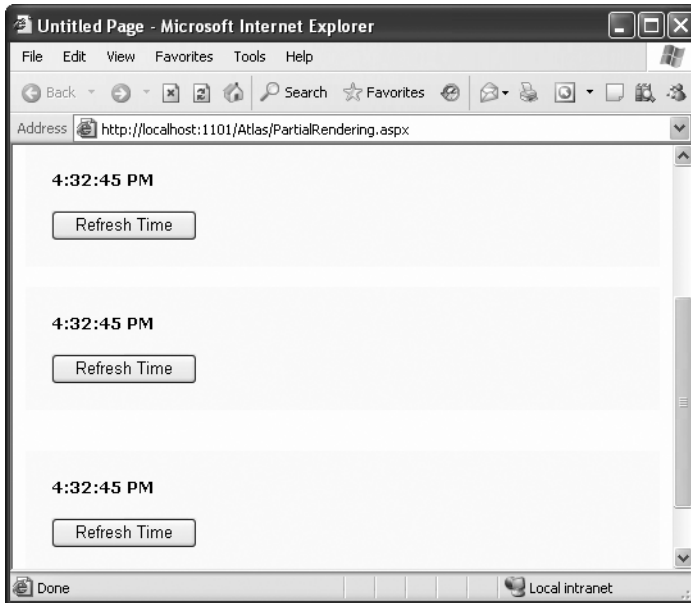 Untitled Page - Microsoft Internet Explorer
File Edit View Favorites Tools Help
Back Search Favorites
Address http://localhost:1101/Atlas/PartialRendering.aspx
4:32:45 PM
Refresh Time
4:32:45 PM
Refresh Time
4:32:45 PM
Refresh Time
Done Local intranet